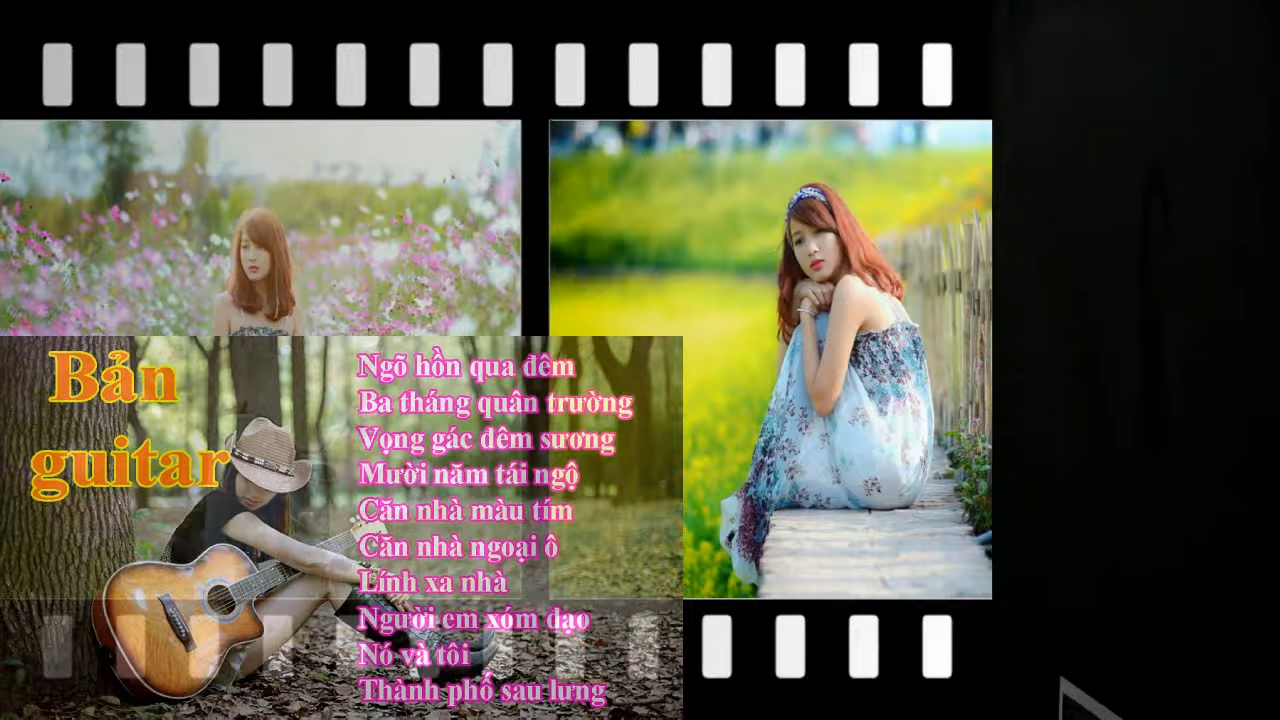 Bản
guitar
Ngõ hồn qua đêm
Ba tháng quân trường
Vọng gác đêm sương
Mười năm tái ngộ
Căn nhà màu tím
Căn nhà ngoại ô
Lính xa nhà
Người em xóm đạo
Nó và tôi
Thành phố sau lưng